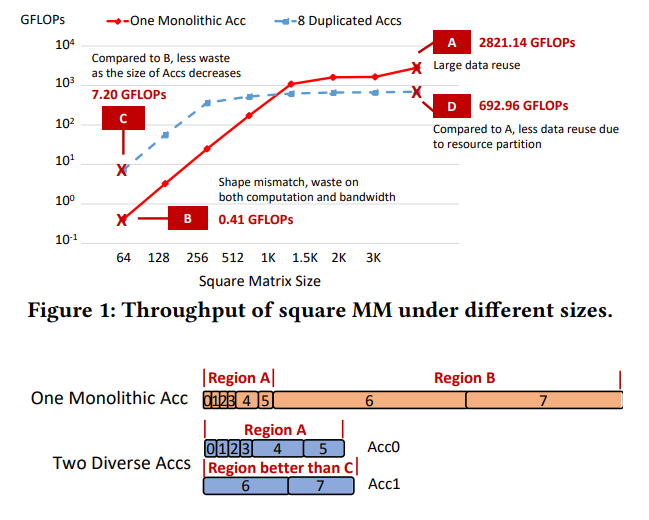 GFLOPs
One Monolithic Acc
8 Duplicated Accs
10^4
10^3
10^2
10^1
10^0
10^-1
Compared to B, less waste
as the size of Accs decreases
7.20 GFLOPs
C
A
2821.14 GFLOPs
Large data reuse
D
692.96 GFLOPs
Compared to A, less data reuse due
to resource partition
Shape mismatch, waste on
both computation and bandwidth
B
0.41 GFLOPs
64 128 256 512 1K 1.5K 2K 3K
Square Matrix Size
Figure 1: Throughput of square MM under different sizes.
Region A
Region B
One Monolithic Acc
0 1 2 3 4 5 6 7
Region A
0 1 2 3 4 5
Acc0
Two Diverse Accs
Region better than C
6 7
Acc1